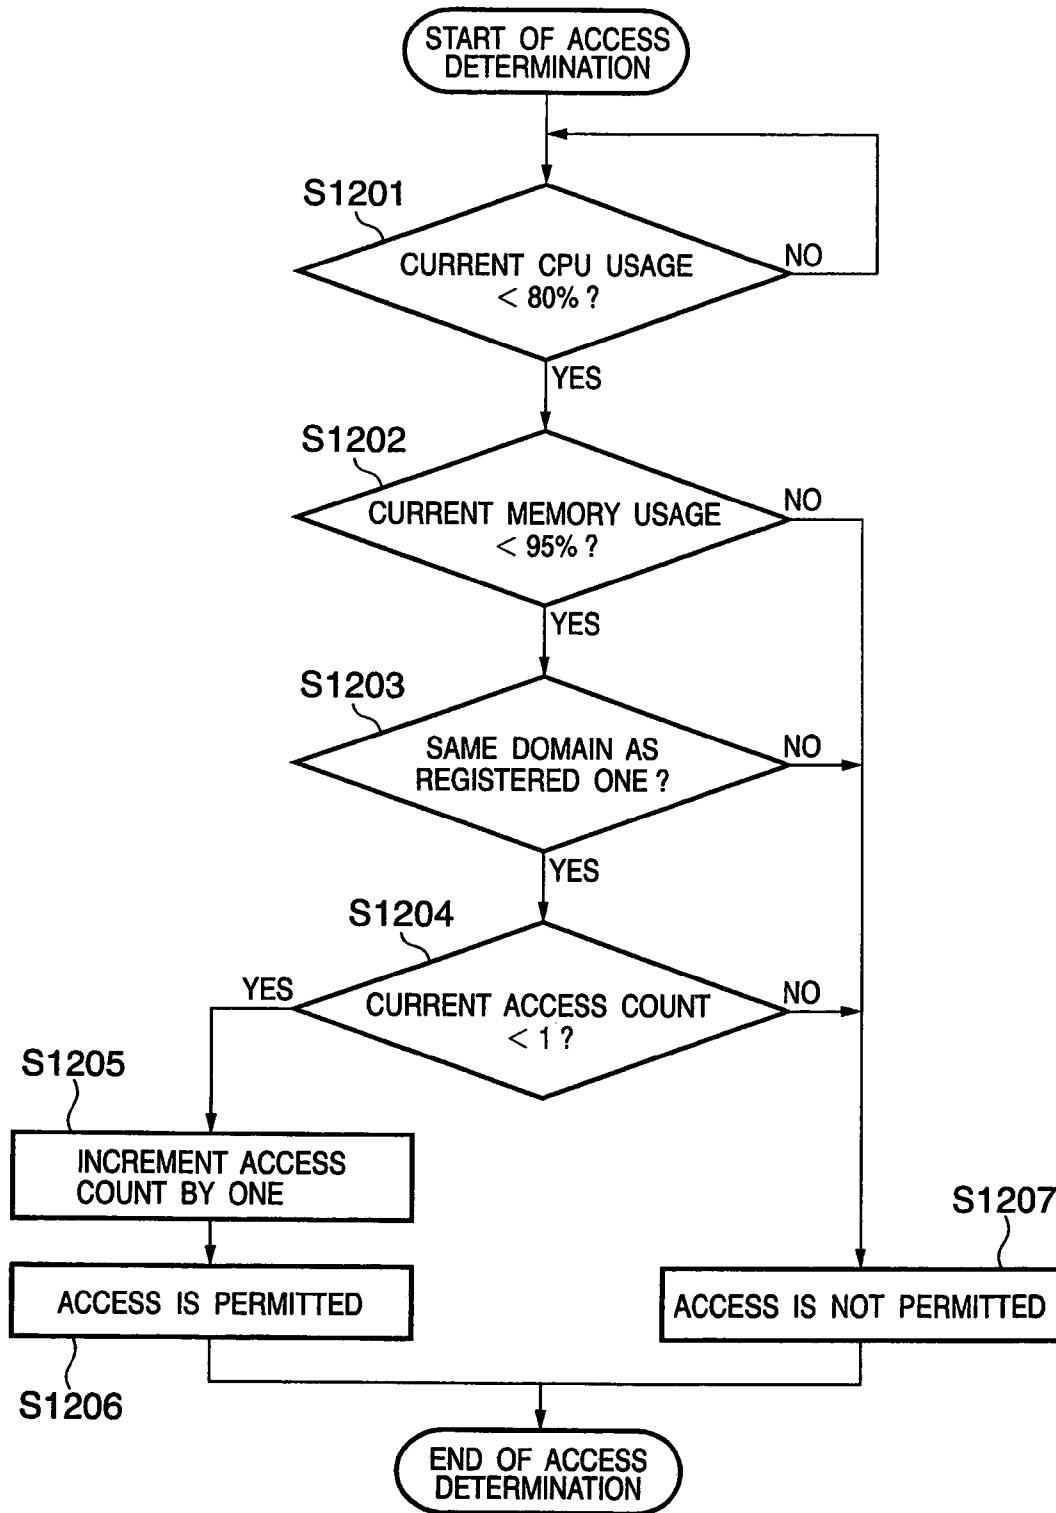 START OF ACCESS
DETERMINATION
S1201
CURRENT CPU USAGE
< 80% ?
NO
YES
S1202
CURRENT MEMORY USAGE
< 95% ?
NO
YES
S1203
SAME DOMAIN AS
REGISTERED ONE ?
NO
YES
S1204
YES
CURRENT ACCESS COUNT
< 1 ?
NO
S1205
INCREMENT ACCESS
COUNT BY ONE
S1207
ACCESS IS PERMITTED
ACCESS IS NOT PERMITTED
S1206
END OF ACCESS
DETERMINATION